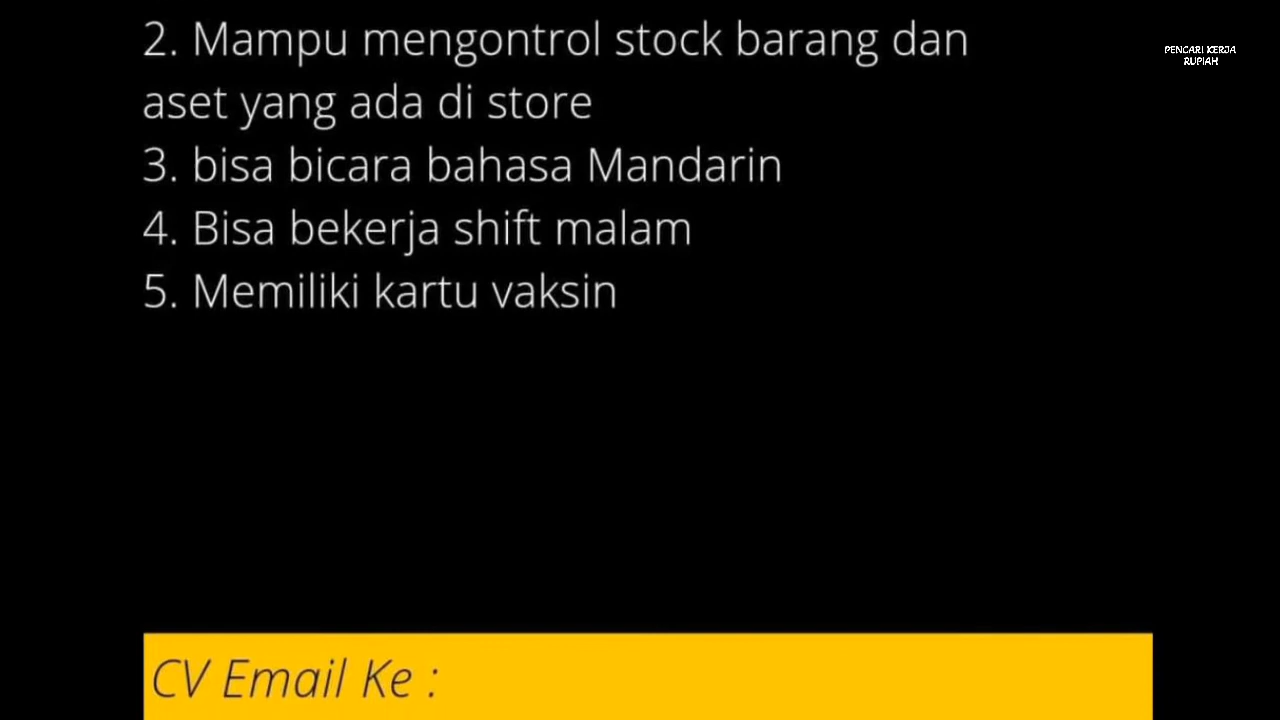 2. Mampu mengontrol stock barang dan
aset yang ada di store
3. bisa bicara bahasa Mandarin
4. Bisa bekerja shift malam
5. Memiliki kartu vaksin
CV Email Ke :
PENCARI KERJA
RUPIAH